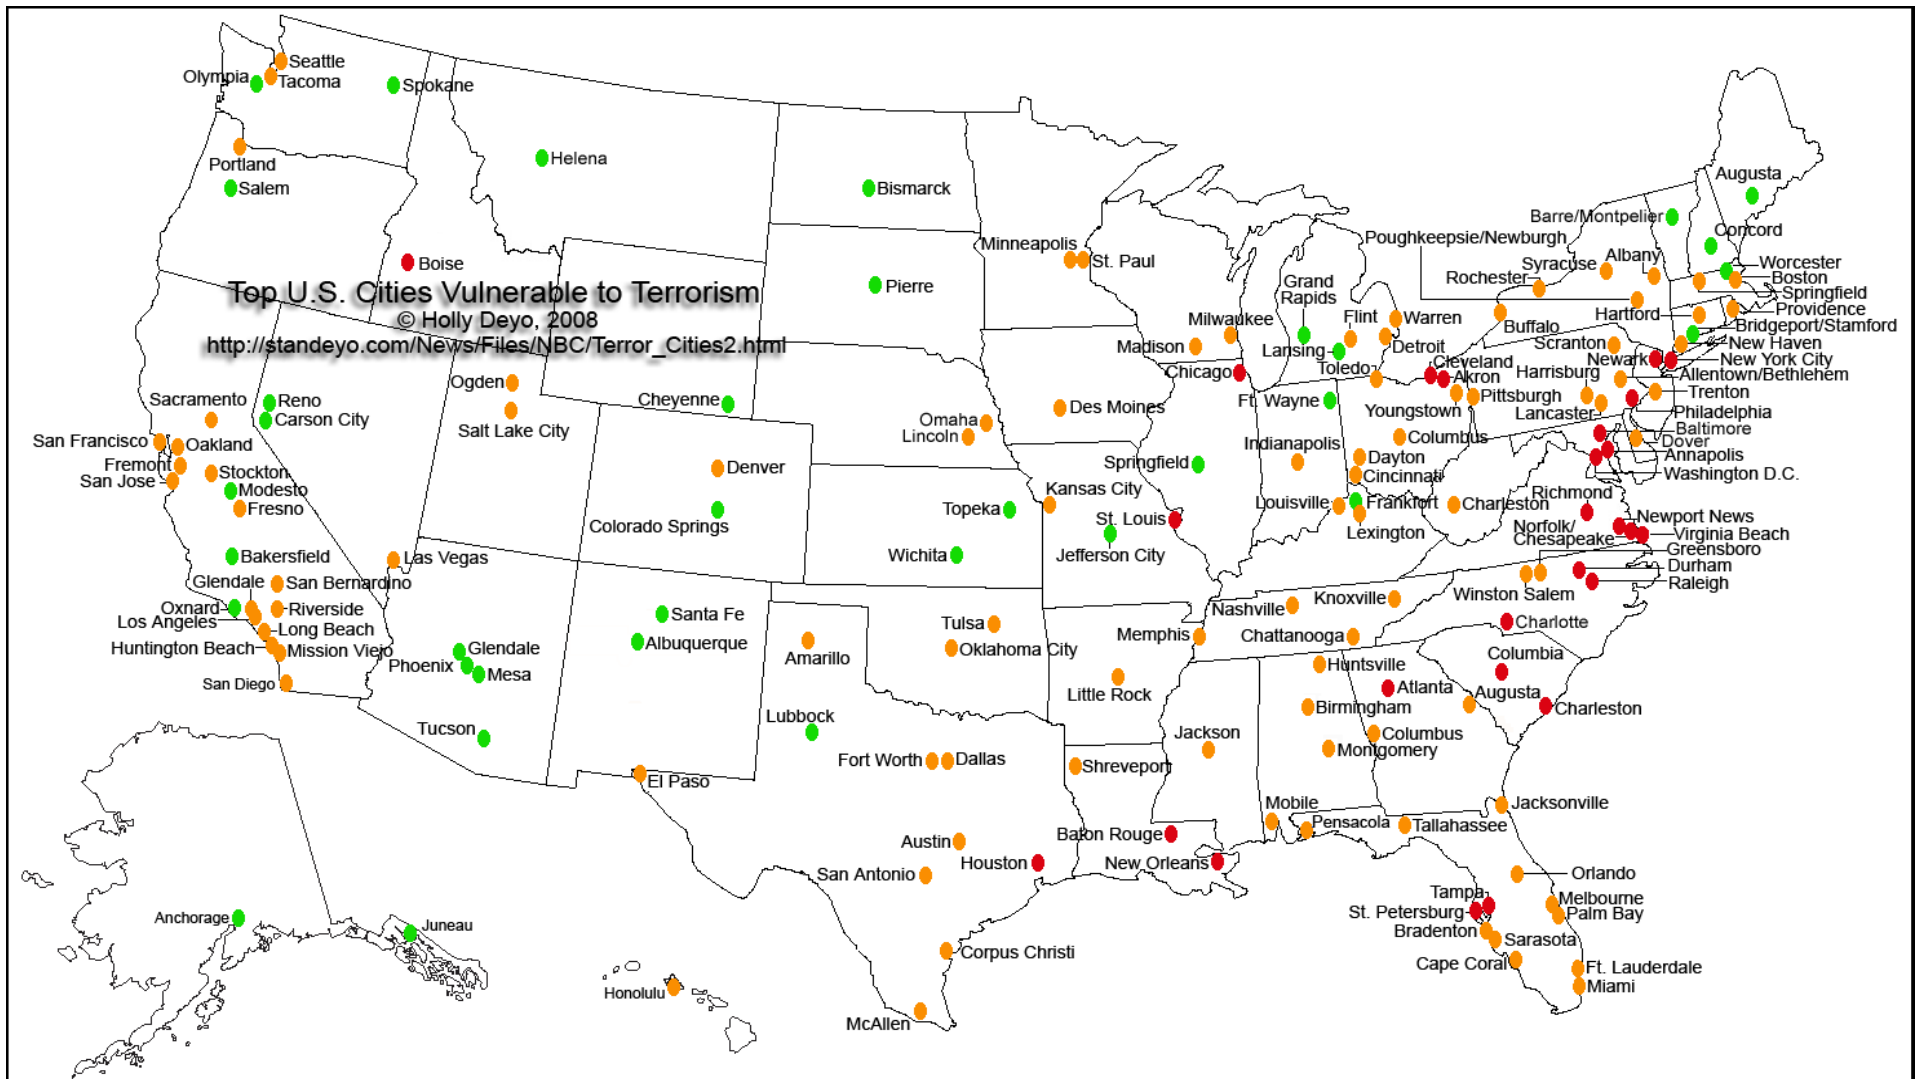 Seattle
Olympia
Tacoma
Spokane
Portland
Salem
Helena
Bismarck
Boise
Pierre
Minneapolis
St. Paul
Top U.S. Cities Vulnerable to Terrorism
© Holly Deyo, 2008
http://standeyo.com/News/Files/NBC/Terror_Cities2.html
Augusta
Barre/Montpelier
Concord
Poughkeepsie/Newburgh
Albany
Syracuse
Rochester
Worcester
Boston
Springfield
Providence
Hartford
Bridgeport/Stamford
New Haven
Buffalo
Scranton
Newark
New York City
Harrisburg
Allentown/Bethlehem
Trenton
Lancaster
Philadelphia
Baltimore
Dover
Annapolis
Washington D.C.
Grand
Rapids
Flint
Warren
Milwaukee
Madison
Lansing
Detroit
Chicago
Toledo
Cleveland
Akron
Ft. Wayne
Youngstown
Pittsburgh
Columbus
Indianapolis
Dayton
Cincinnati
Springfield
Louisville
Frankfort
Lexington
Charleston
Richmond
Newport News
Norfolk/
Chesapeake
Virginia Beach
Greensboro
Durham
Raleigh
Winston Salem
Charlotte
Ogden
Salt Lake City
Cheyenne
Omaha
Lincoln
Des Moines
Sacramento
Reno
Carson City
San Francisco
Oakland
Fremont
San Jose
Stockton
Modesto
Fresno
Denver
Colorado Springs
Topeka
Wichita
Kansas City
St. Louis
Jefferson City
Bakersfield
Las Vegas
Glendale
San Bernardino
Oxnard
Riverside
Los Angeles
Long Beach
Huntington Beach
Mission Viejo
San Diego
Glendale
Phoenix
Mesa
Tucson
Santa Fe
Albuquerque
Amarillo
Lubbock
Tulsa
Oklahoma City
Little Rock
Memphis
Nashville
Knoxville
Chattanooga
Huntsville
Birmingham
Atlanta
Columbia
Augusta
Charleston
Columbus
Montgomery
Jackson
Shreveport
Fort Worth
Dallas
El Paso
Austin
Houston
San Antonio
Baton Rouge
New Orleans
Mobile
Pensacola
Tallahassee
Jacksonville
Orlando
Tampa
St. Petersburg
Melbourne
Palm Bay
Bradenton
Sarasota
Cape Coral
Ft. Lauderdale
Miami
Corpus Christi
McAllen
Anchorage
Juneau
Honolulu